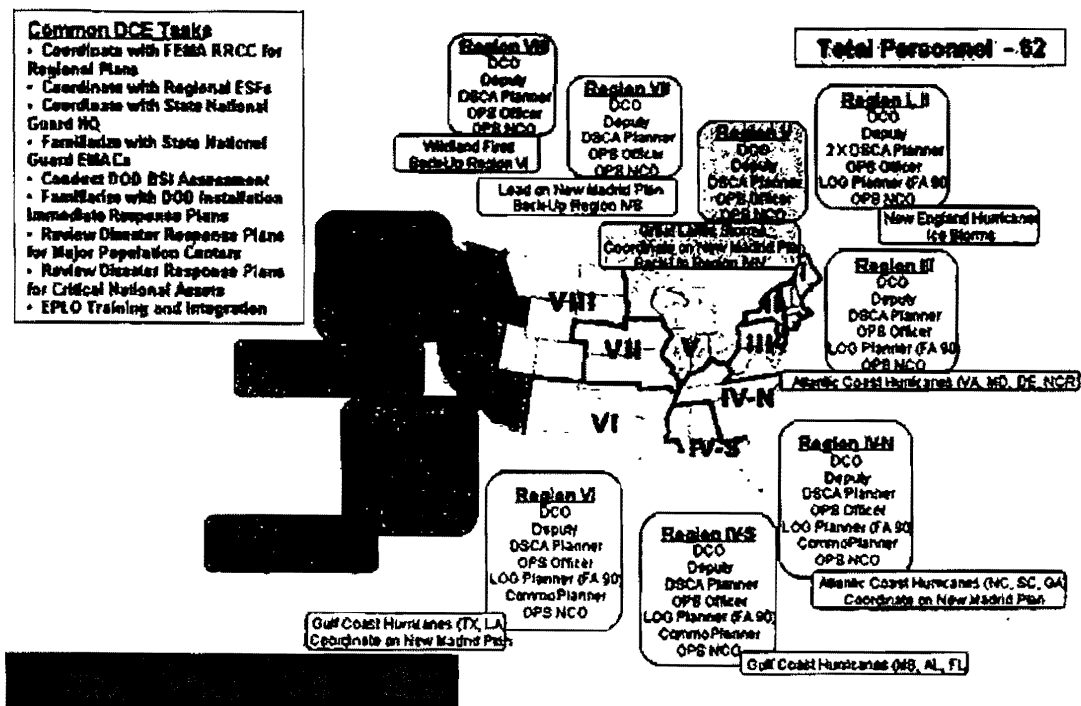 Common DCE Tasks
• Coordinate with FEMA RRCC for
Regional Plans
• Coordinate with Regional ESFs
• Coordinate with State National
Guard HQ
• Familiarize with State National
Guard EMACs
• Conduct DOD BSI Assessment
• Familiarize with DOD Installation
Immediate Response Plans
• Review Disaster Response Plans
for Major Population Centers
• Review Disaster Response Plans
for Critical National Assets
• EPLO Training and Integration
Region VIII
DCO
Deputy
DSCA Planner
OPS Officer
OPS NCO
Wildland Fires
Back-Up Region VI
Region VII
DCO
Deputy
DSCA Planner
OPS Officer
OPS NCO
Lead on New Madrid Plan
Back-Up Region IVS
Region V
DCO
Deputy
DSCA Planner
OPS Officer
OPS NCO
Great Lakes Storms
Coordinate on New Madrid Plan
Total Personnel - 62
Region I, II
DCO
Deputy
2 X DSCA Planner
OPS Officer
LOG Planner (FA 90)
OPS NCO
New England Hurricanes
Ice Storms
Region III
DCO
Deputy
DSCA Planner
OPS Officer
LOG Planner (FA 90)
OPS NCO
Atlantic Coast Hurricanes (VA, MD, DE, NCR)
VIII
VII
V
III
II
VI
IV-N
IV-S
Region IV-N
DCO
Deputy
DSCA Planner
OPS Officer
LOG Planner (FA 90)
CommoPlanner
OPS NCO
Atlantic Coast Hurricanes (NC, SC, GA)
Coordinate on New Madrid Plan
Region VI
DCO
Deputy
DSCA Planner
OPS Officer
LOG Planner (FA 90)
CommoPlanner
OPS NCO
Gulf Coast Hurricanes (TX, LA)
Coordinate on New Madrid Plan
Region IV-S
DCO
Deputy
DSCA Planner
OPS Officer
LOG Planner (FA 90)
CommoPlanner
OPS NCO
Gulf Coast Hurricanes (MS, AL, FL)